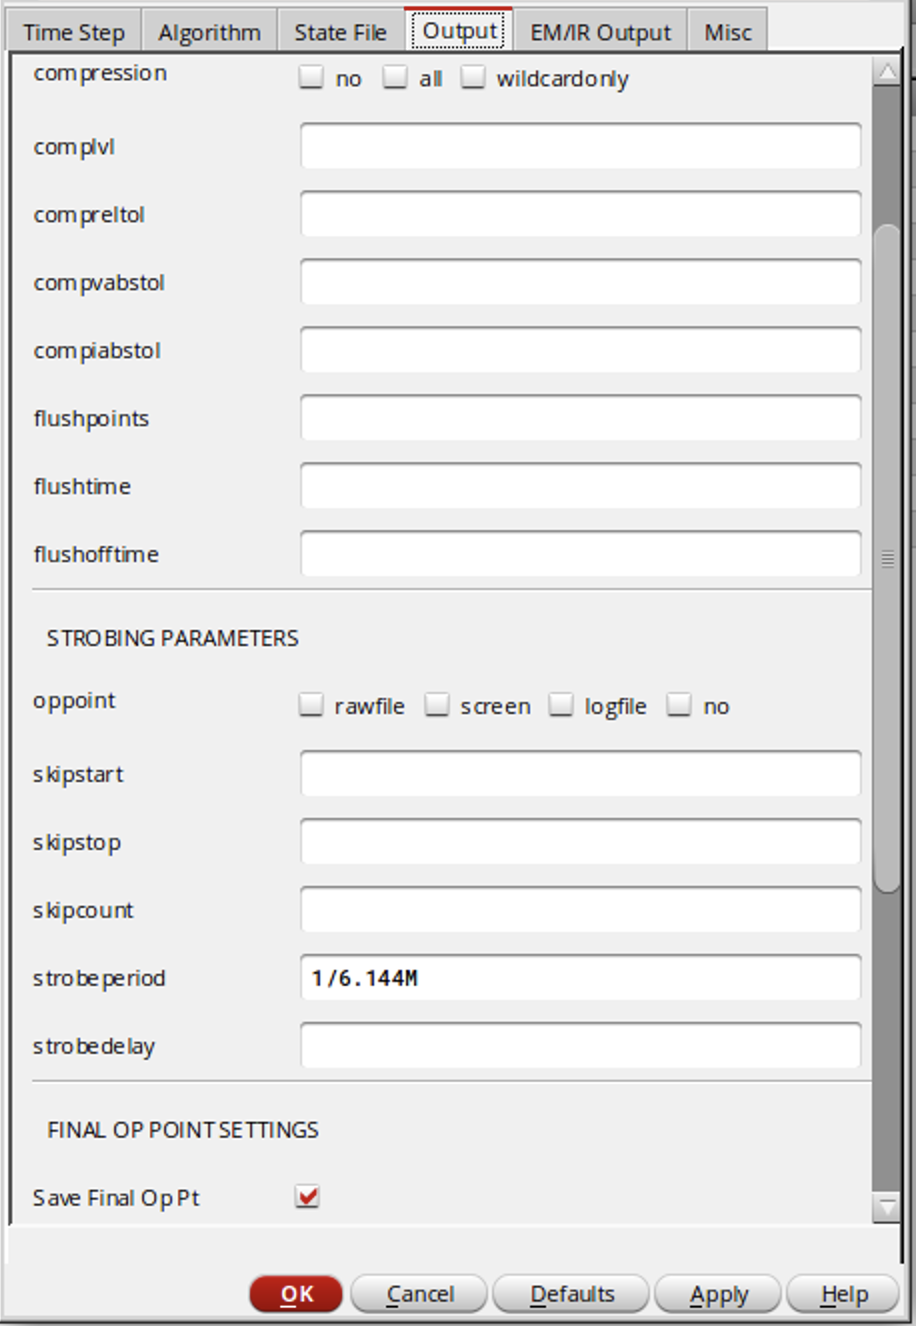 Time Step Algorithm State File Output EM/IR Output Misc
compression no all wildcardonly
complvl
compreltol
compvabstol
compiabstol
flushpoints
flushtime
flushofftime
STROBING PARAMETERS
oppoint rawfile screen logfile no
skipstart
skipstop
skipcount
strobeperiod 1/6.144M
strobedelay
FINAL OP POINT SETTINGS
Save Final Op Pt
OK Cancel Defaults Apply Help